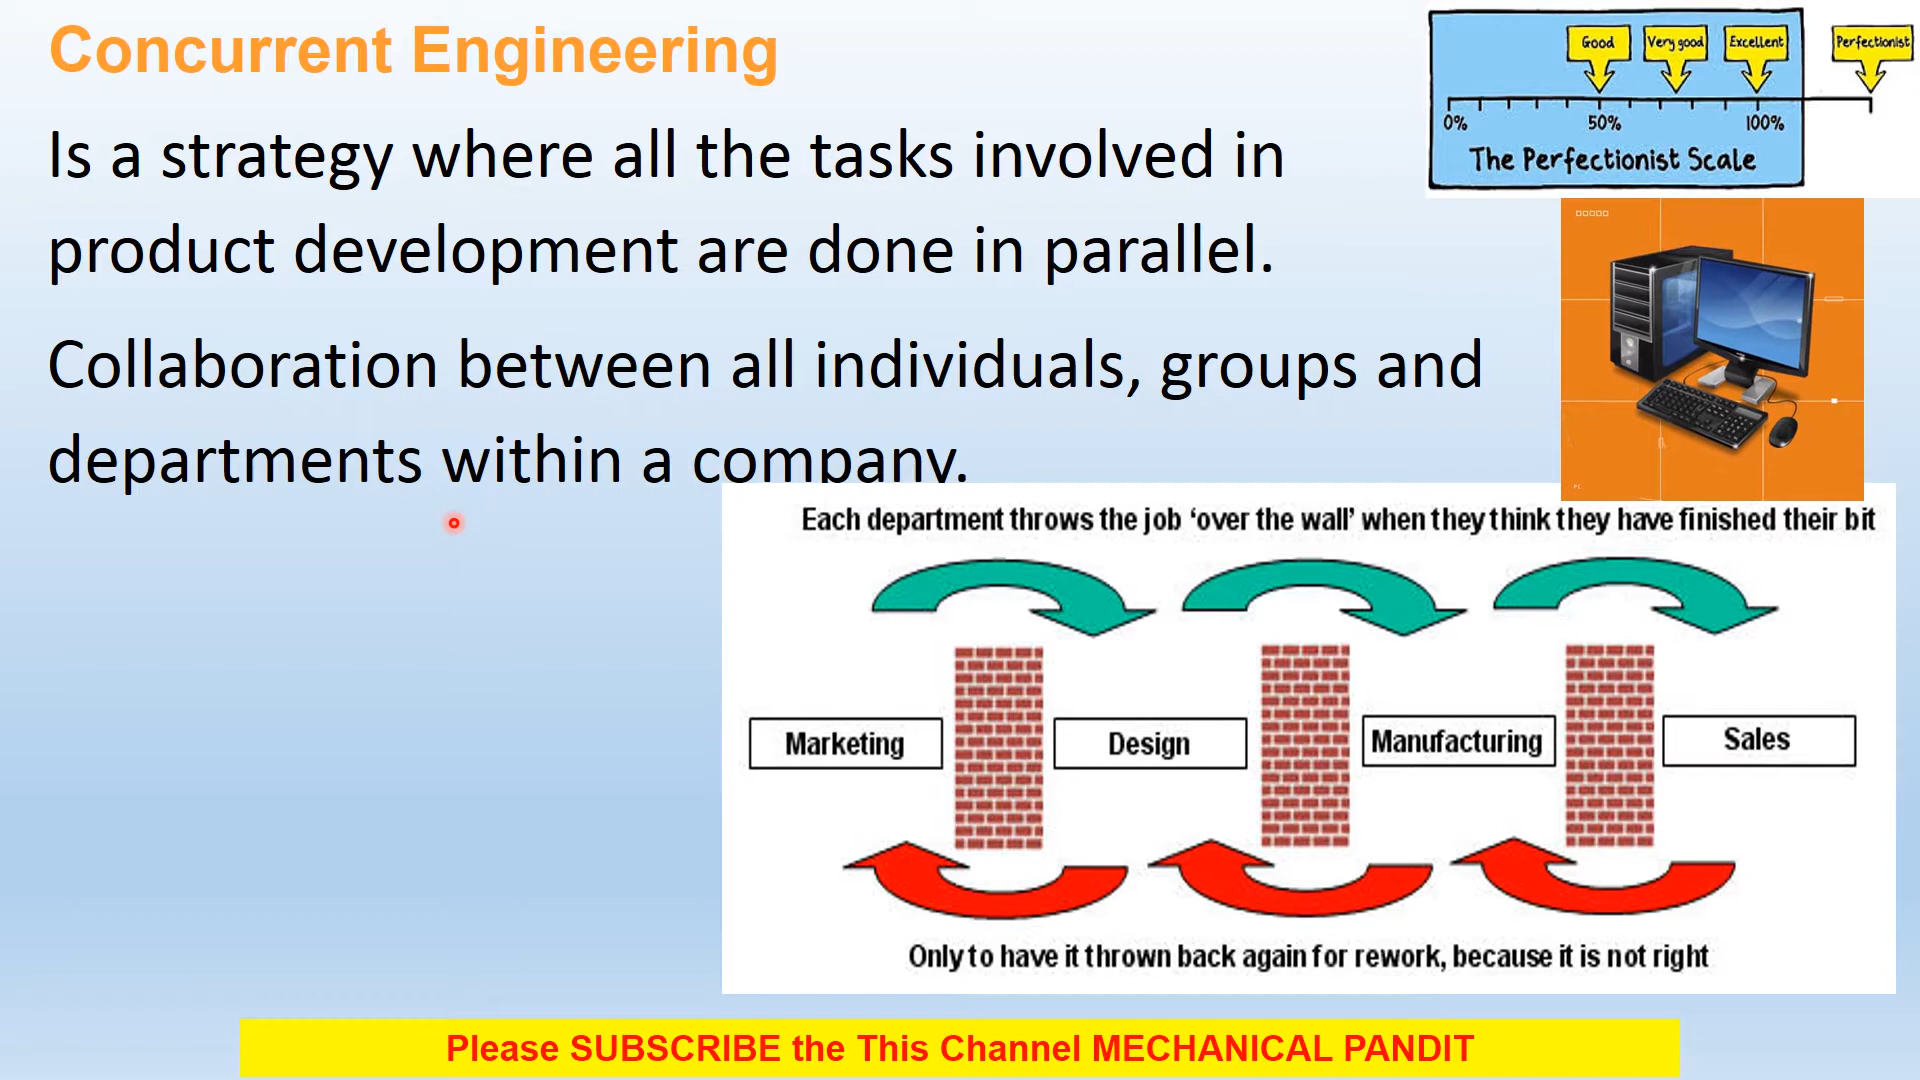 Concurrent Engineering
Is a strategy where all the tasks involved in
product development are done in parallel.
Collaboration between all individuals, groups and
departments within a company.
Good Very good Excellent Perfectionist
0% 50% 100%
The Perfectionist Scale
Each department throws the job ‘over the wall’ when they think they have finished their bit
Marketing Design Manufacturing Sales
Only to have it thrown back again for rework, because it is not right
Please SUBSCRIBE the This Channel MECHANICAL PANDIT